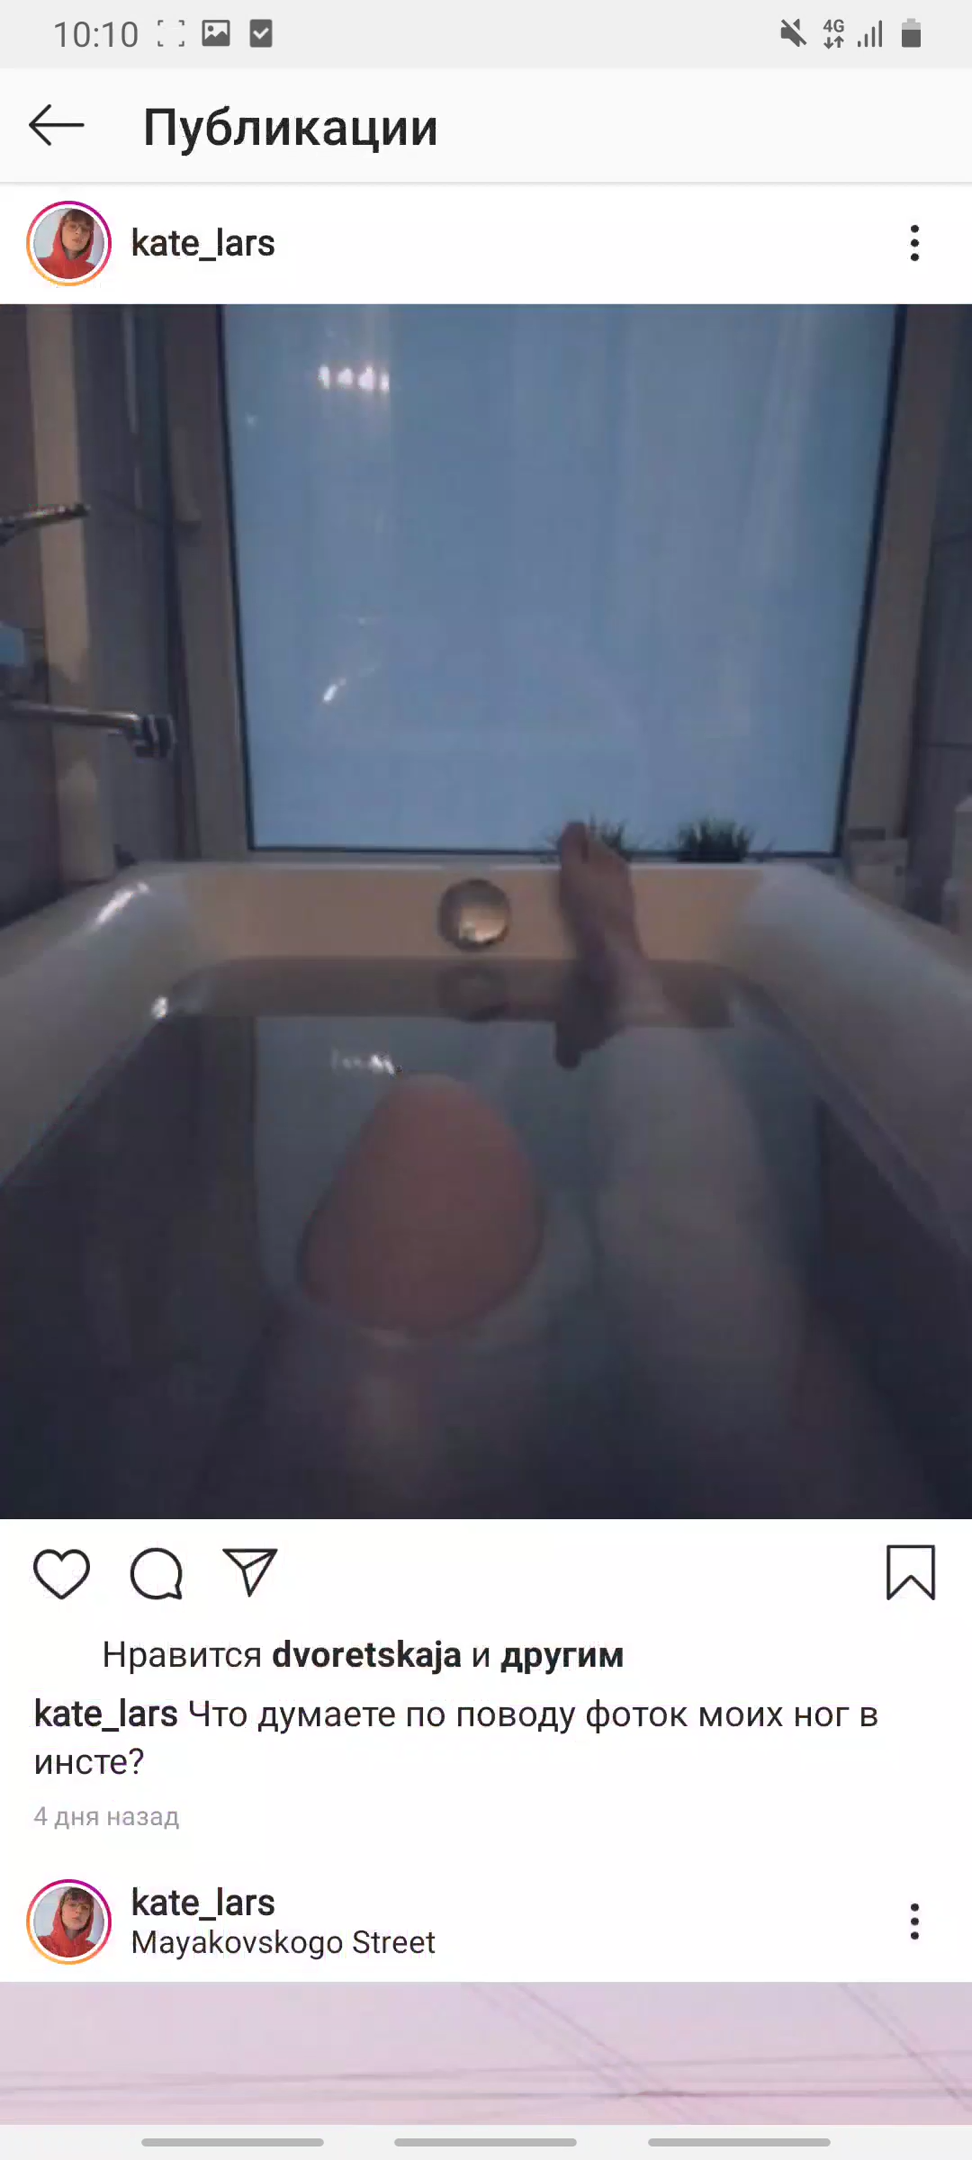 10:10 4G
Публикации
kate_lars
Нравится dvoretskaja и другим
kate_lars Что думаете по поводу фоток моих ног в
инсте?
4 дня назад
kate_lars
Mayakovskogo Street